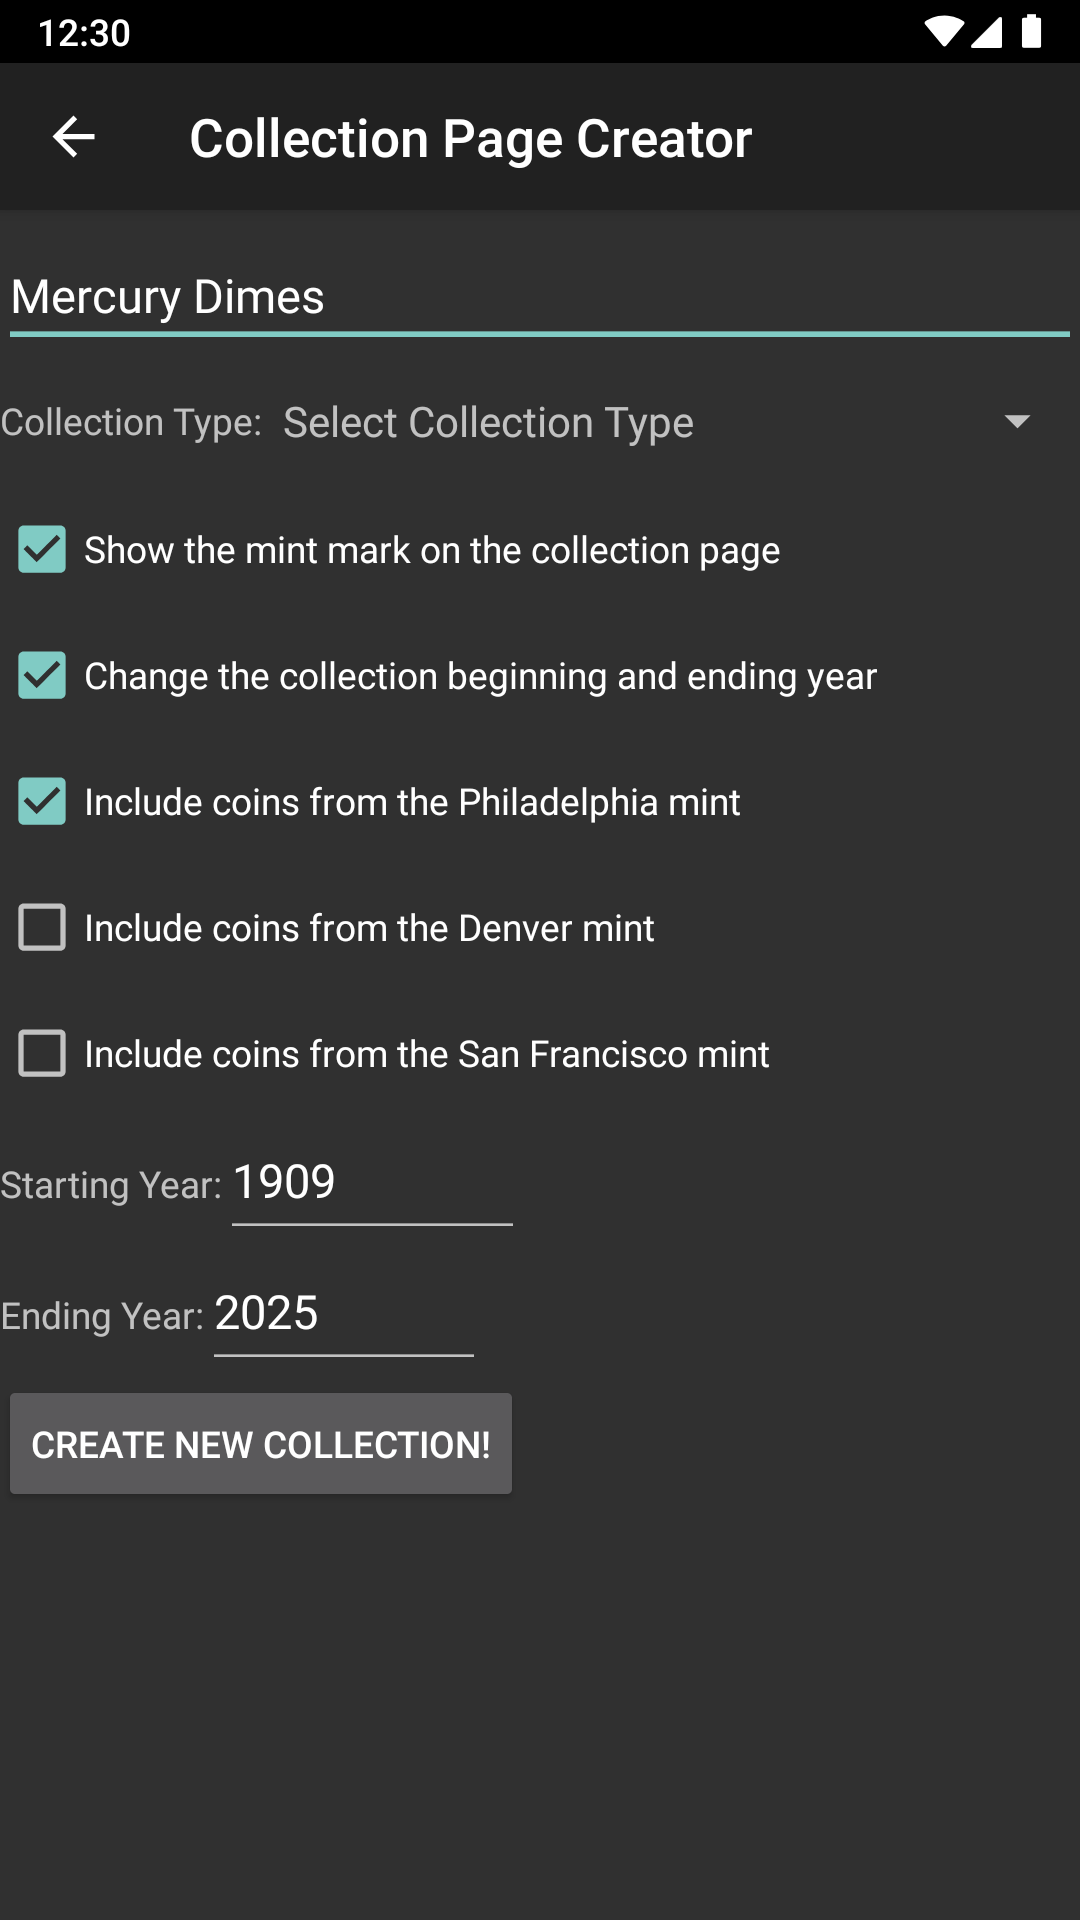 12:30
Collection Page Creator
Mercury Dimes
Collection Type: Select Collection Type
Show the mint mark on the collection page
Change the collection beginning and ending year
Include coins from the Philadelphia mint
Include coins from the Denver mint
Include coins from the San Francisco mint
Starting Year: 1909
Ending Year: 2025
CREATE NEW COLLECTION!